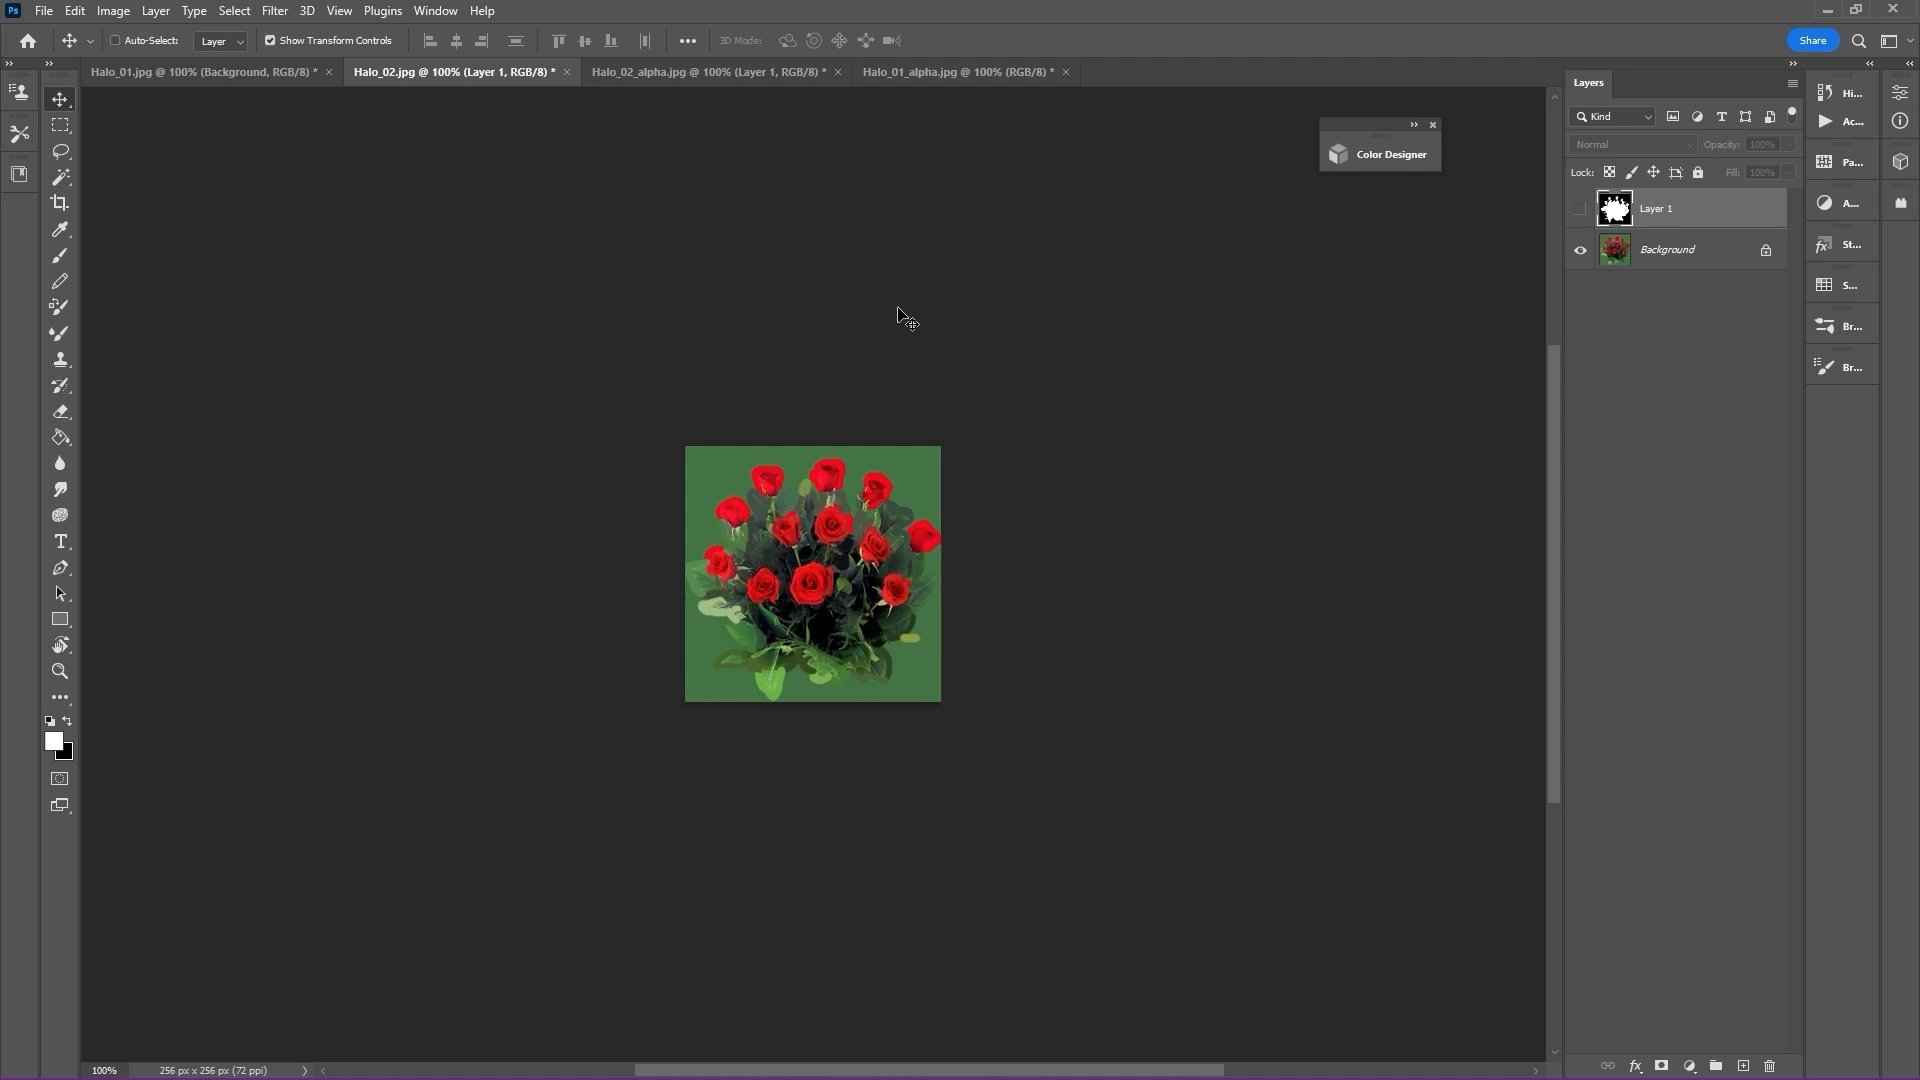 Ps File Edit Image Layer Type Select Filter 3D View Plugins Window Help
Auto-Select: Layer Show Transform Controls 3D Mode: Share
Halo_01.jpg @ 100% (Background, RGB/8) * Halo_02.jpg @ 100% (Layer 1, RGB/8) * Halo_02_alpha.jpg @ 100% (Layer 1, RGB/8) * Halo_01_alpha.jpg @ 100% (RGB/8) *
Layers
Hi...
Kind
Ac...
Normal Opacity: 100%
Color Designer
Pa...
Lock: Fill: 100%
A...
Layer 1
St...
Background
S...
Br...
Br...
100% 256 px x 256 px (72 ppi)